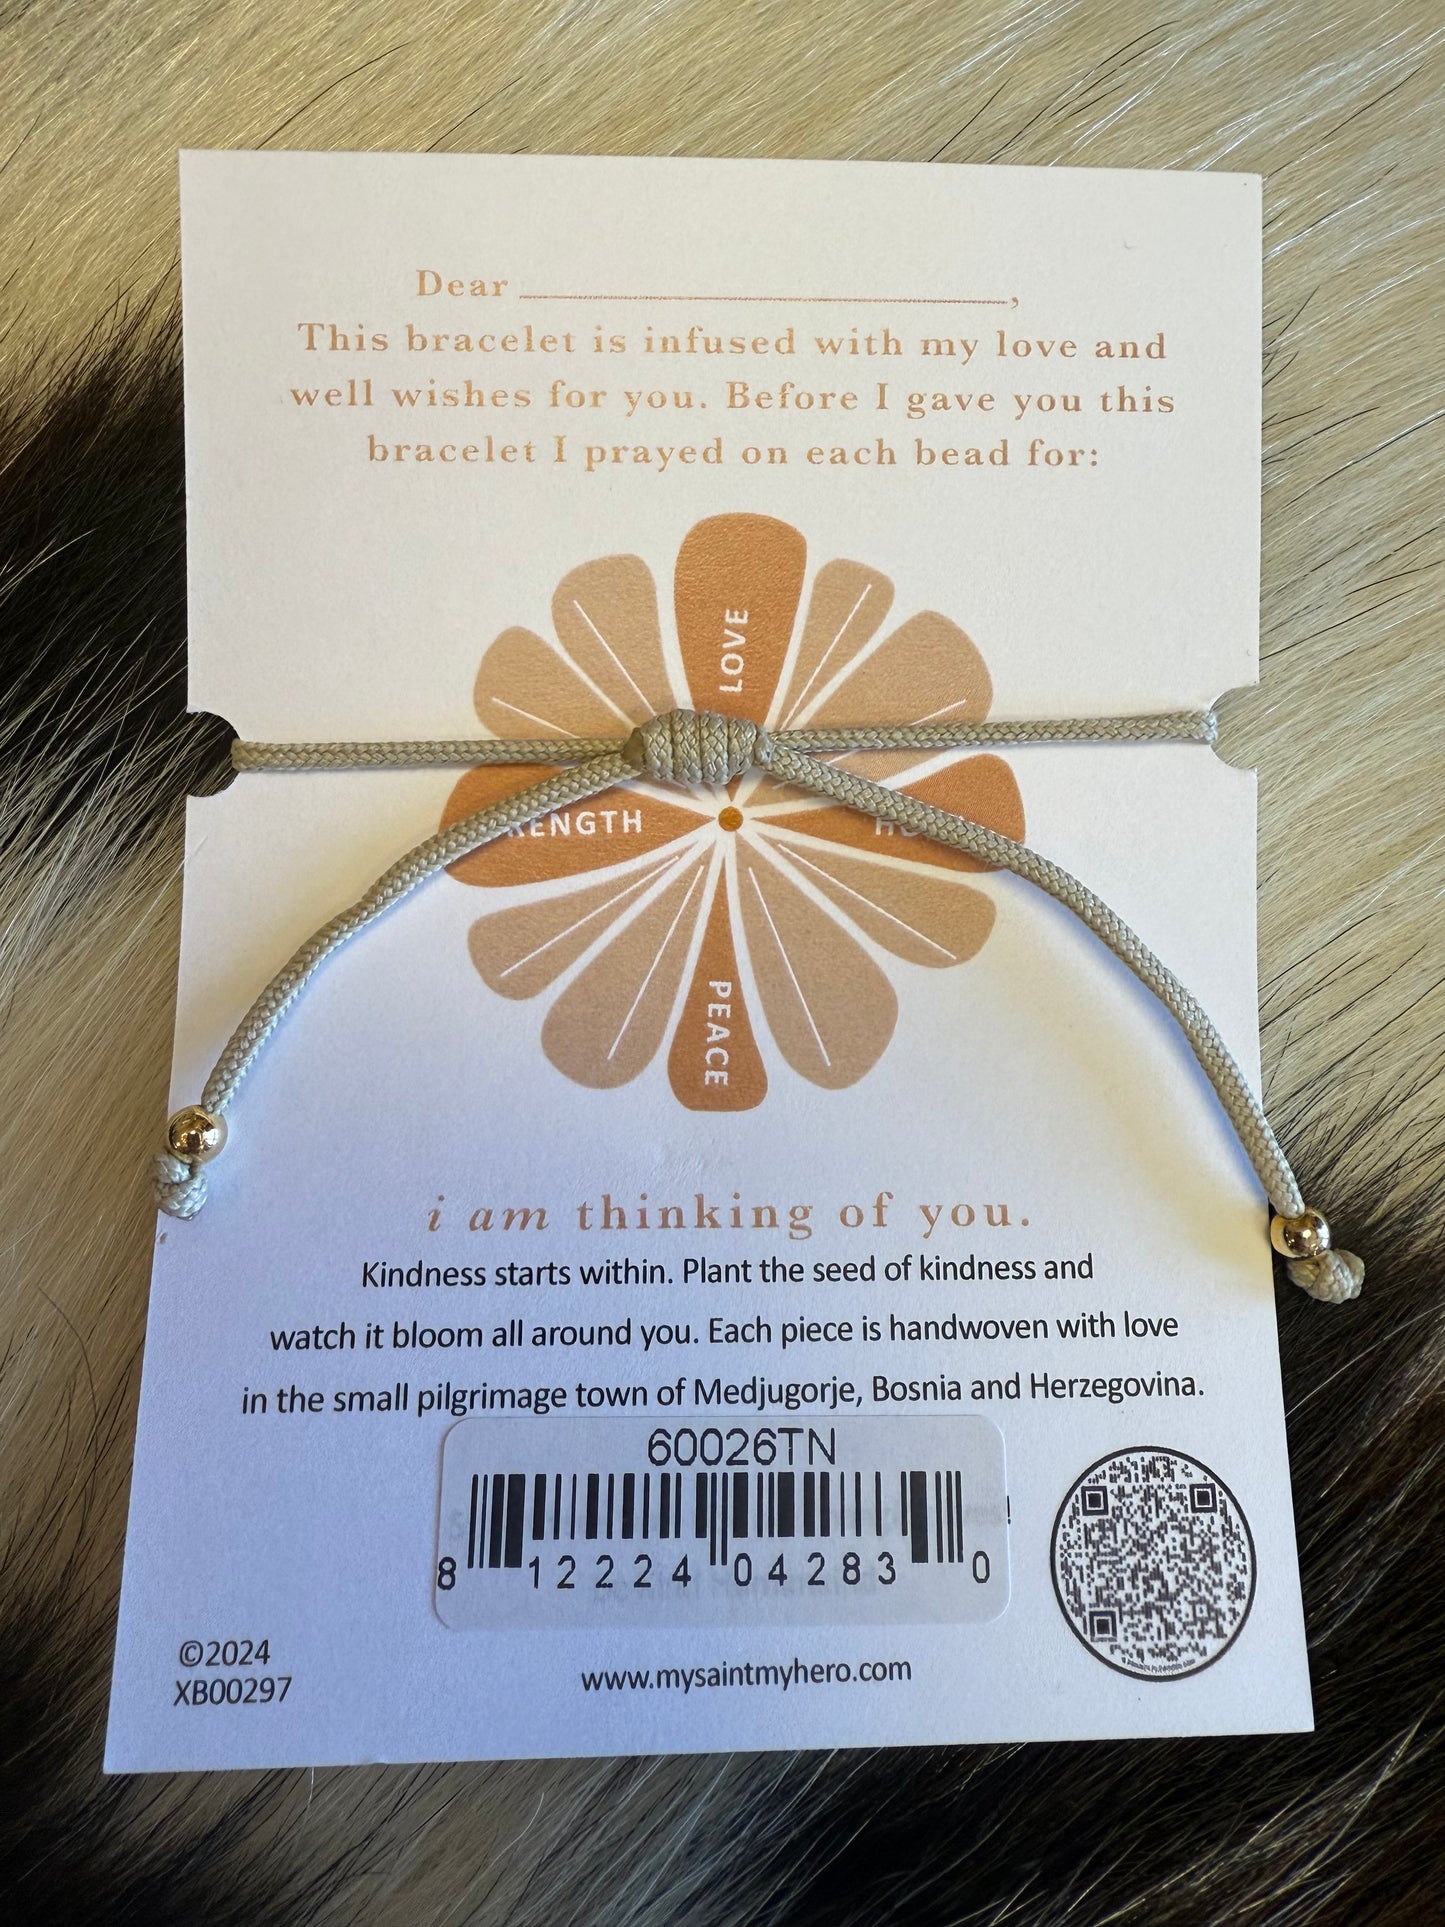 Dear ,
This bracelet is infused with my love and
well wishes for you. Before I gave you this
bracelet I prayed on each bead for:
LOVE
RENGTH
PEACE
i am thinking of you.
Kindness starts within. Plant the seed of kindness and
watch it bloom all around you. Each piece is handwoven with love
in the small pilgrimage town of Medjugorje, Bosnia and Herzegovina.
60026TN
8 12224 04283 0
©2024
XB00297
www.mysaintmyhero.com